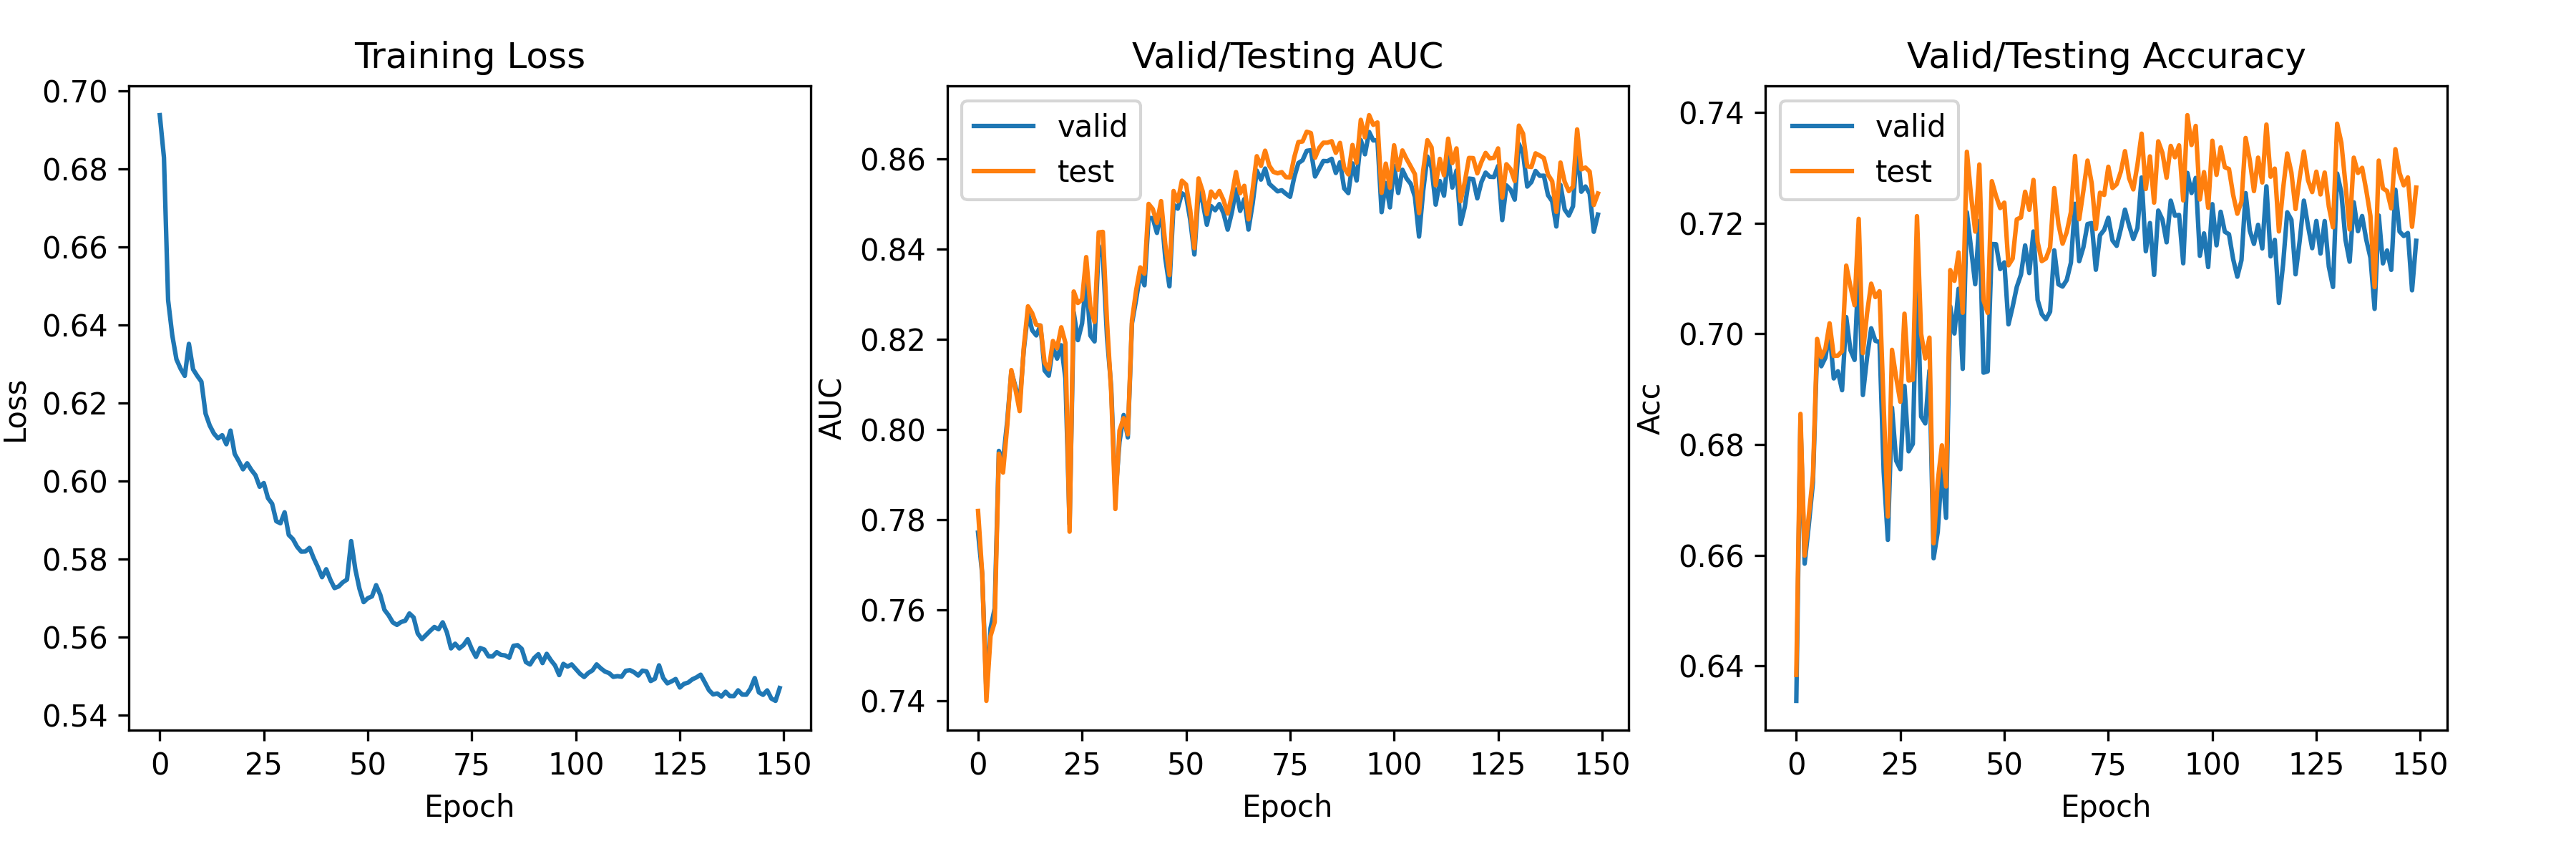 Training Loss
0.70
0.68
0.66
0.64
0.62
0.60
0.58
0.56
0.54
Loss
0 25 50 75 100 125 150
Epoch
Valid/Testing AUC
valid
test
0.86
0.84
0.82
0.80
0.78
0.76
0.74
AUC
0 25 50 75 100 125 150
Epoch
Valid/Testing Accuracy
valid
test
0.74
0.72
0.70
0.68
0.66
0.64
Acc
0 25 50 75 100 125 150
Epoch